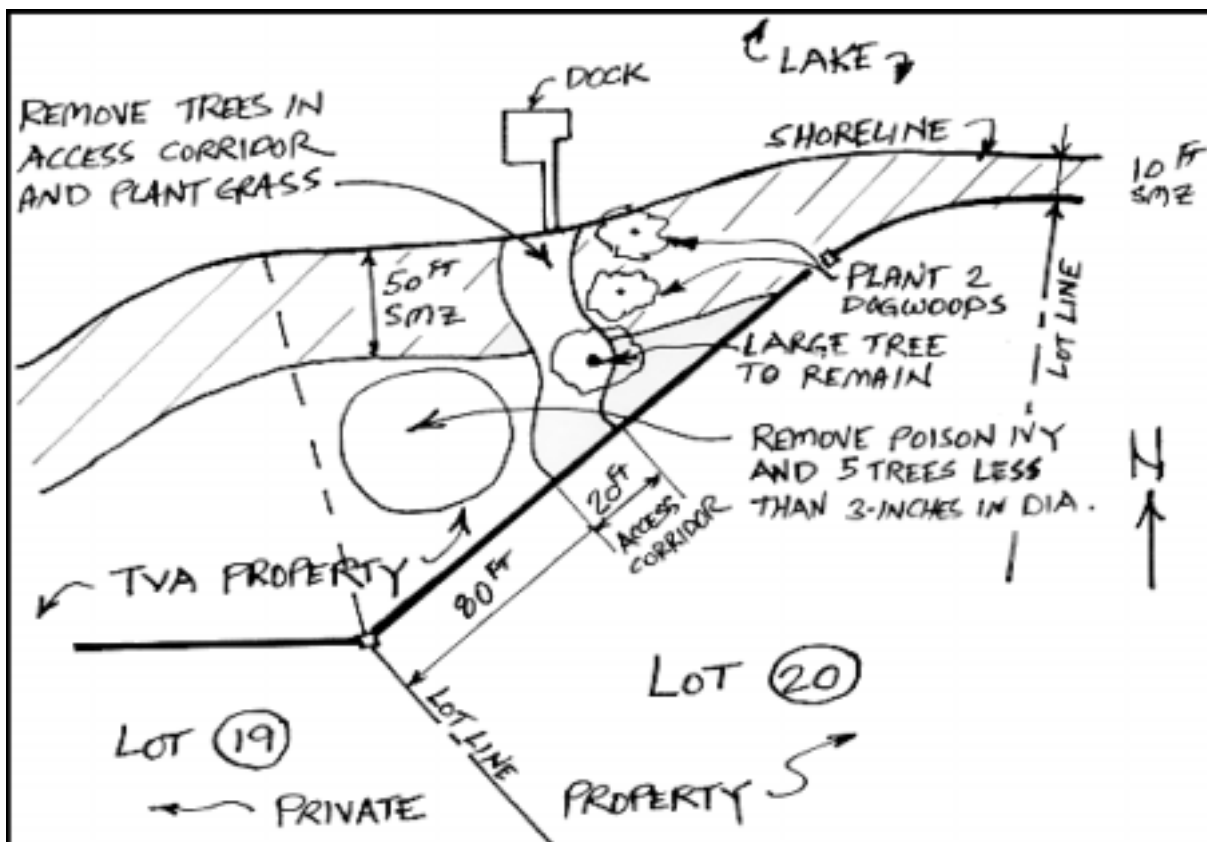 LAKE
DOCK
REMOVE TREES IN
ACCESS CORRIDOR
AND PLANT GRASS
SHORELINE
10 FT
SMZ
50 FT
SMZ
PLANT 2
DOGWOODS
LOT LINE
LARGE TREE
TO REMAIN
REMOVE POISON IVY
AND 5 TREES LESS
THAN 3-INCHES IN DIA.
N
20 FT
ACCESS
CORRIDOR
TVA PROPERTY
80 FT
LOT 20
LOT LINE
LOT 19
PROPERTY
PRIVATE